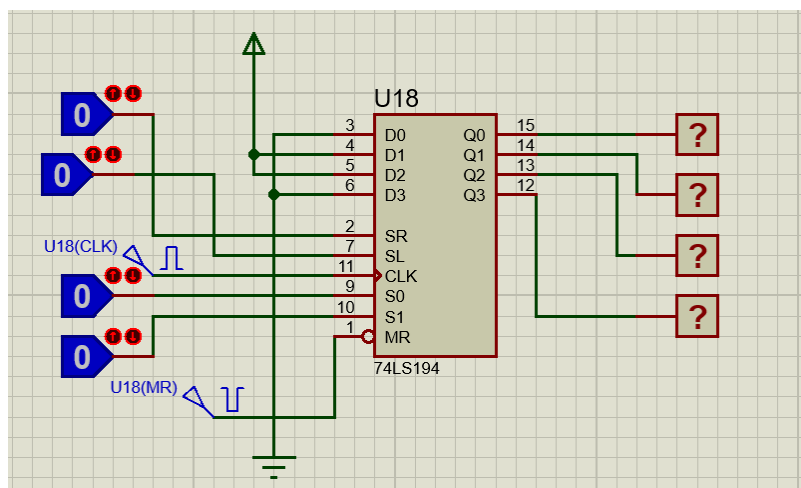 U18
0
3 D0 Q0 15 ?
4 D1 Q1 14
0
5 D2 Q2 13
6 D3 Q3 12 ?
2 SR
U18(CLK)
7 SL ?
11 CLK
0
9 S0
10 S1 ?
1 MR
0
74LS194
U18(MR)